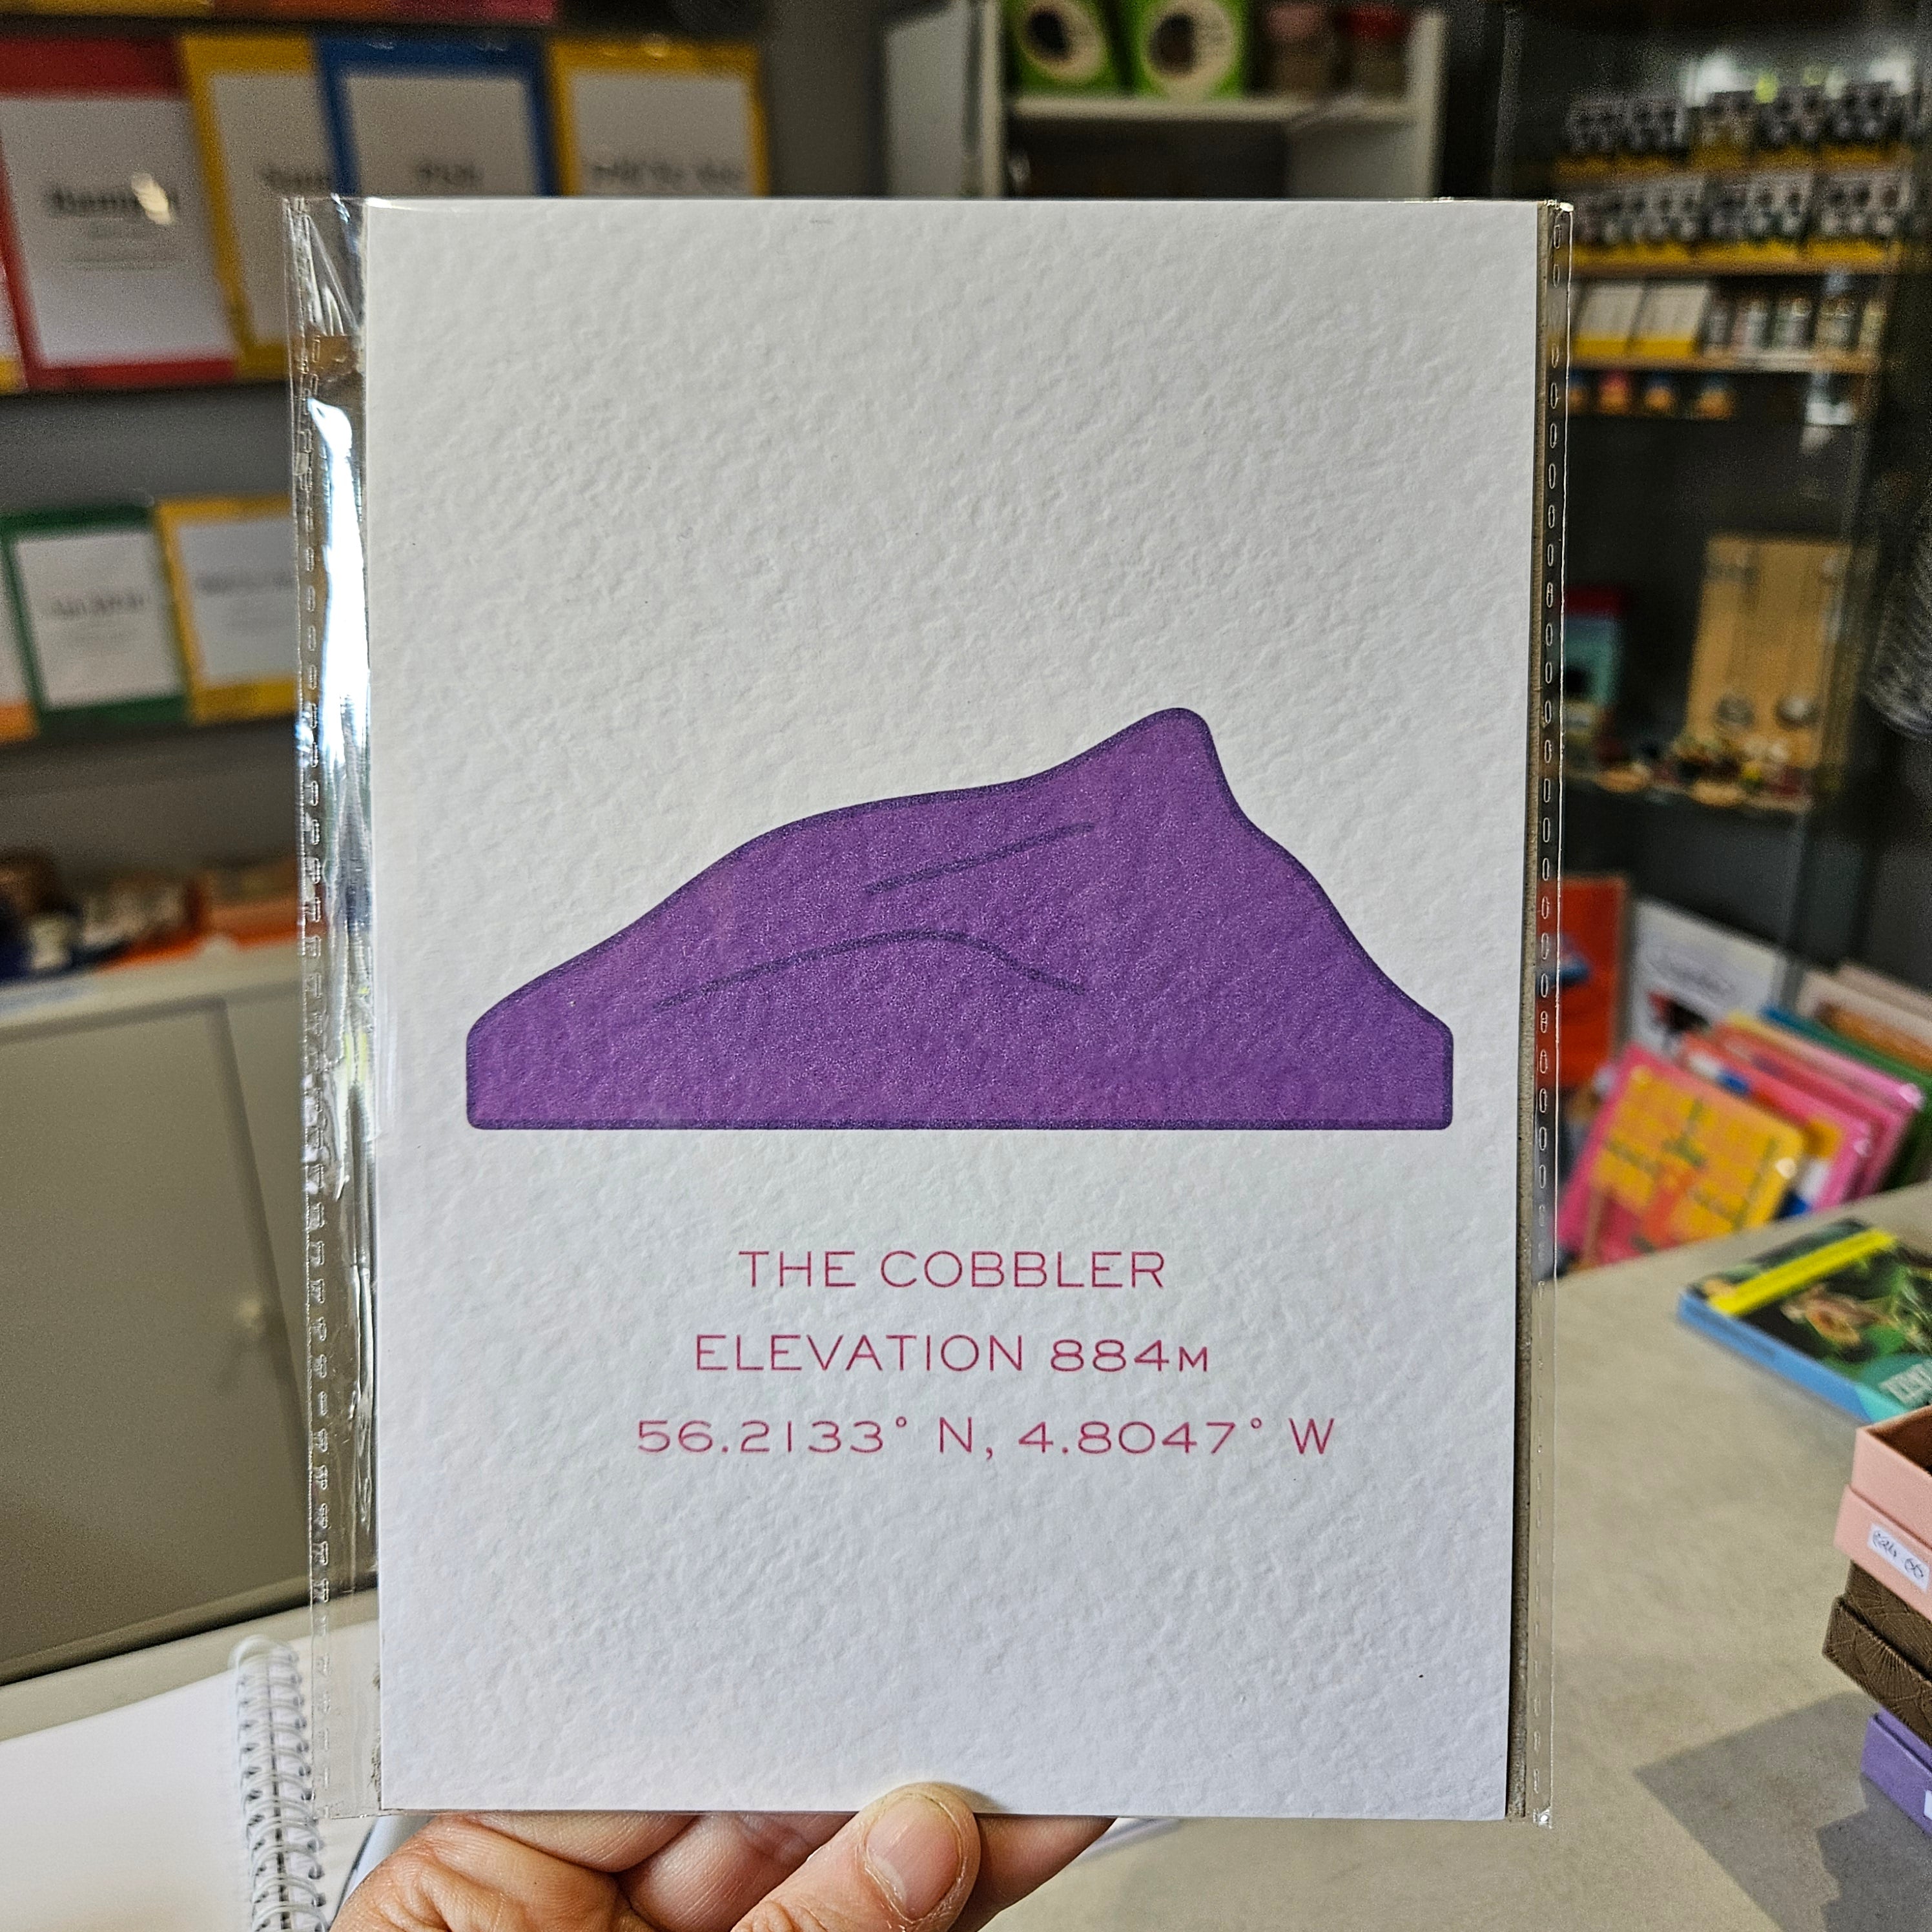 THE COBBLER
ELEVATION 884M
56.2133° N, 4.8047° W